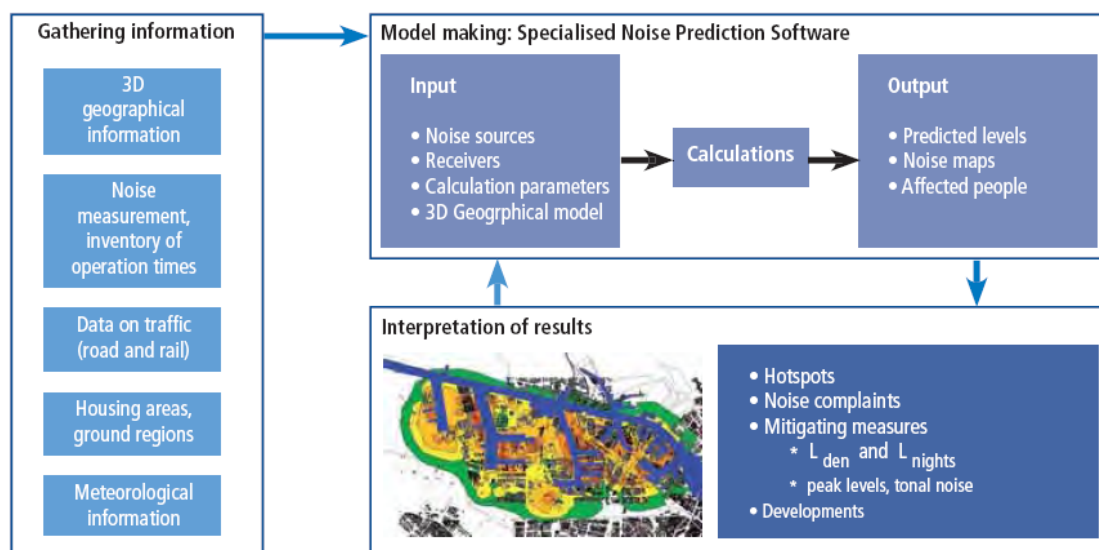 Gathering information
3D
geographical
information
Noise
measurement,
inventory of
operation times
Data on traffic
(road and rail)
Housing areas,
ground regions
Meteorological
information
Model making: Specialised Noise Prediction Software
Input
• Noise sources
• Receivers
• Calculation parameters
• 3D Geogrphical model
Calculations
Output
• Predicted levels
• Noise maps
• Affected people
Interpretation of results
• Hotspots
• Noise complaints
• Mitigating measures
* L den and L nights
* peak levels, tonal noise
• Developments